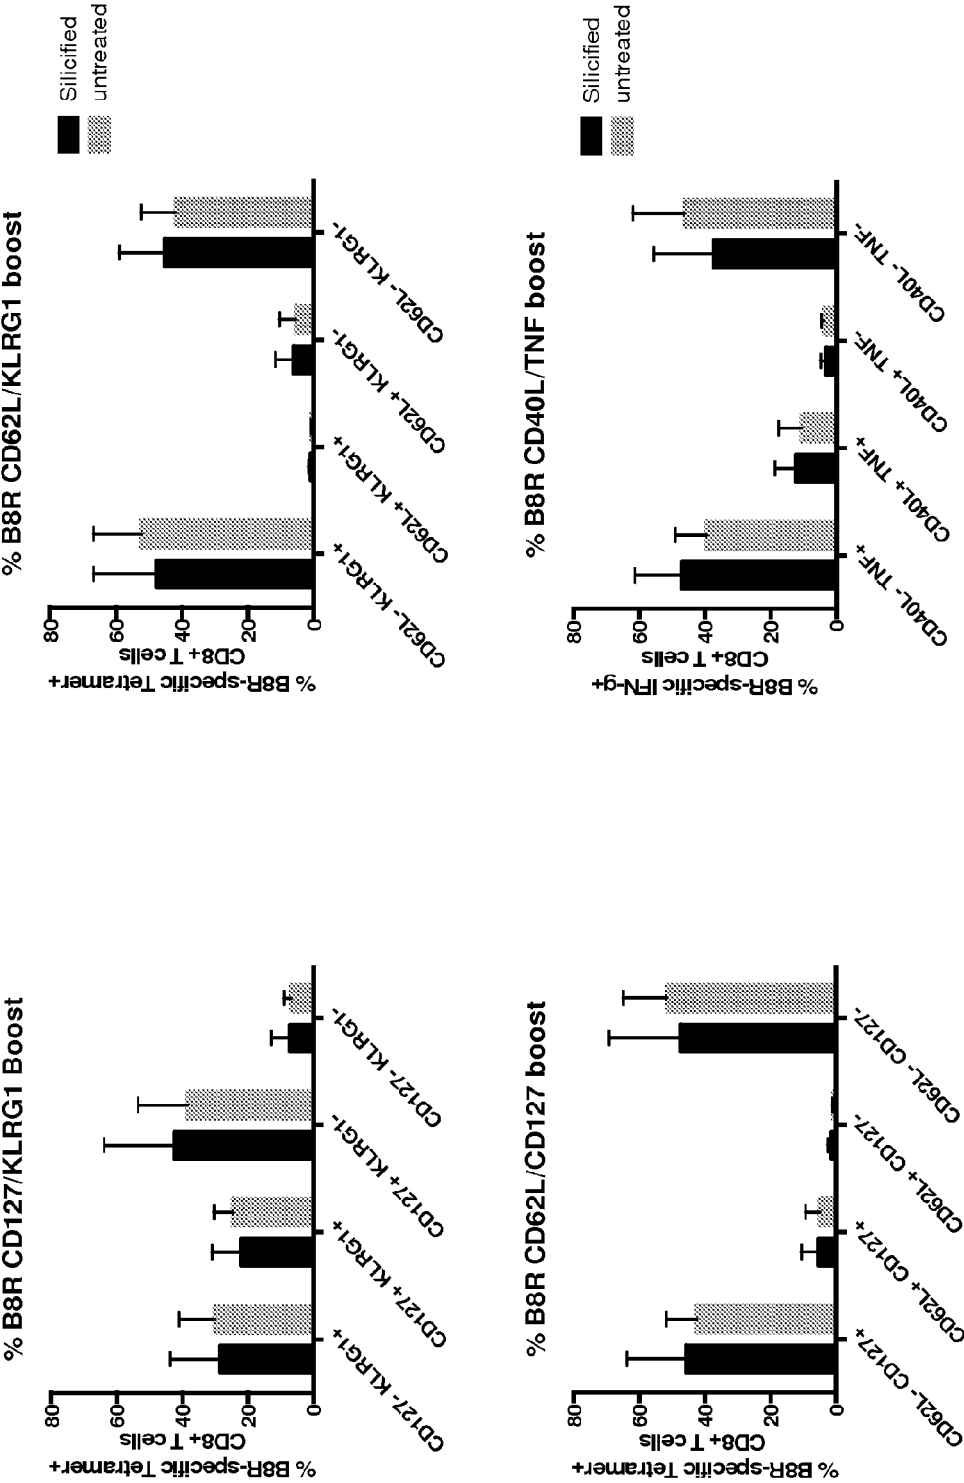 % B8R CD127/KLRG1 Boost
% B8R-specific Tetramer+
CD8+ T cells
80
60
40
20
0
CD127- KLRG1+
CD127+ KLRG1+
CD127+ KLRG1-
CD127- KLRG1-
% B8R CD62L/KLRG1 boost
% B8R-specific Tetramer+
CD8+ T cells
80
60
40
20
0
CD62L- KLRG1+
CD62L+ KLRG1+
CD62L+ KLRG1-
CD62L- KLRG1-
Silicified
untreated
% B8R CD62L/CD127 boost
% B8R-specific Tetramer+
CD8+ T cells
80
60
40
20
0
CD62L- CD127+
CD62L+ CD127+
CD62L+ CD127-
CD62L- CD127-
% B8R CD40L/TNF boost
% B8R-specific IFN-g+
CD8+ T cells
80
60
40
20
0
CD40L- TNF+
CD40L+ TNF+
CD40L+ TNF-
CD40L- TNF-
Silicified
untreated